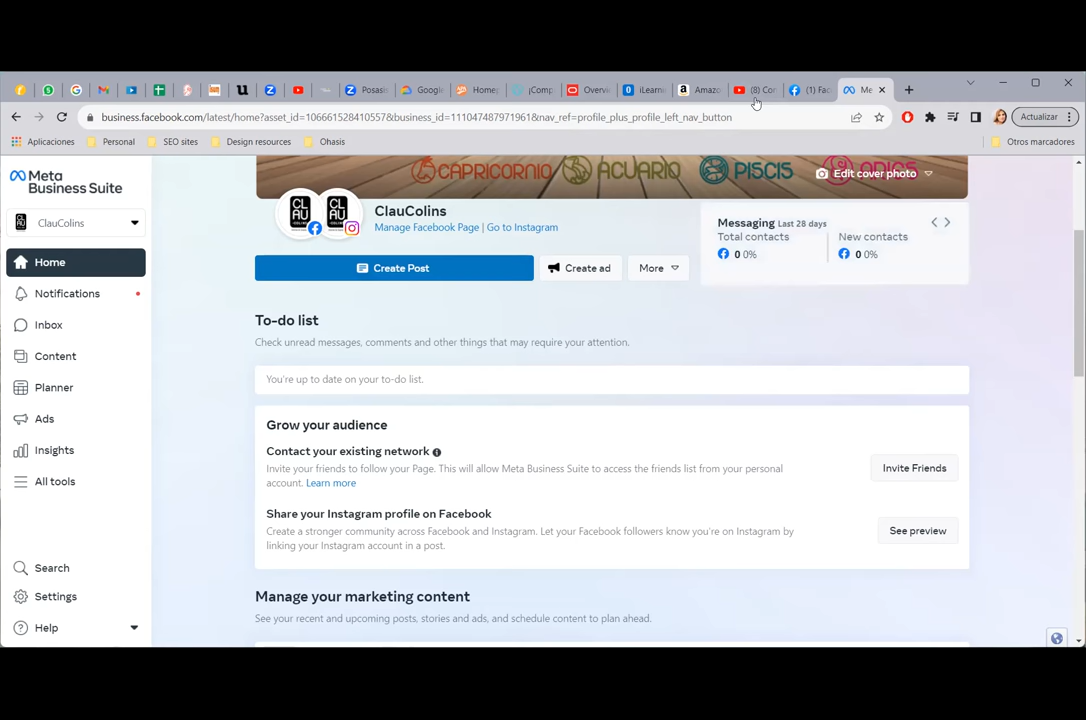 Posasis
Google
Home
¡Comp
Overvi
iLearni
Amazo
(8) Cor
(1) Fac
Me
business.facebook.com/latest/home?asset_id=106661528410557&business_id=111047487971961&nav_ref=profile_plus_profile_left_nav_button
Actualizar
Aplicaciones
Personal
SEO sites
Design resources
Ohasis
Otros marcadores
Meta
Business Suite
CAPRICORNIO
ACUARIO
PISCIS
ARIES
Edit cover photo
ClauColins
CLAU
CLAU
ClauColins
Manage Facebook Page | Go to Instagram
Messaging Last 28 days
Total contacts
New contacts
0 0%
0 0%
Home
Create Post
Create ad
More
Notifications
Inbox
Content
Planner
Ads
Insights
All tools
To-do list
Check unread messages, comments and other things that may require your attention.
You're up to date on your to-do list.
Grow your audience
Contact your existing network
Invite your friends to follow your Page. This will allow Meta Business Suite to access the friends list from your personal
account. Learn more
Invite Friends
Share your Instagram profile on Facebook
Create a stronger community across Facebook and Instagram. Let your Facebook followers know you're on Instagram by
linking your Instagram account in a post.
See preview
Search
Settings
Help
Manage your marketing content
See your recent and upcoming posts, stories and ads, and schedule content to plan ahead.